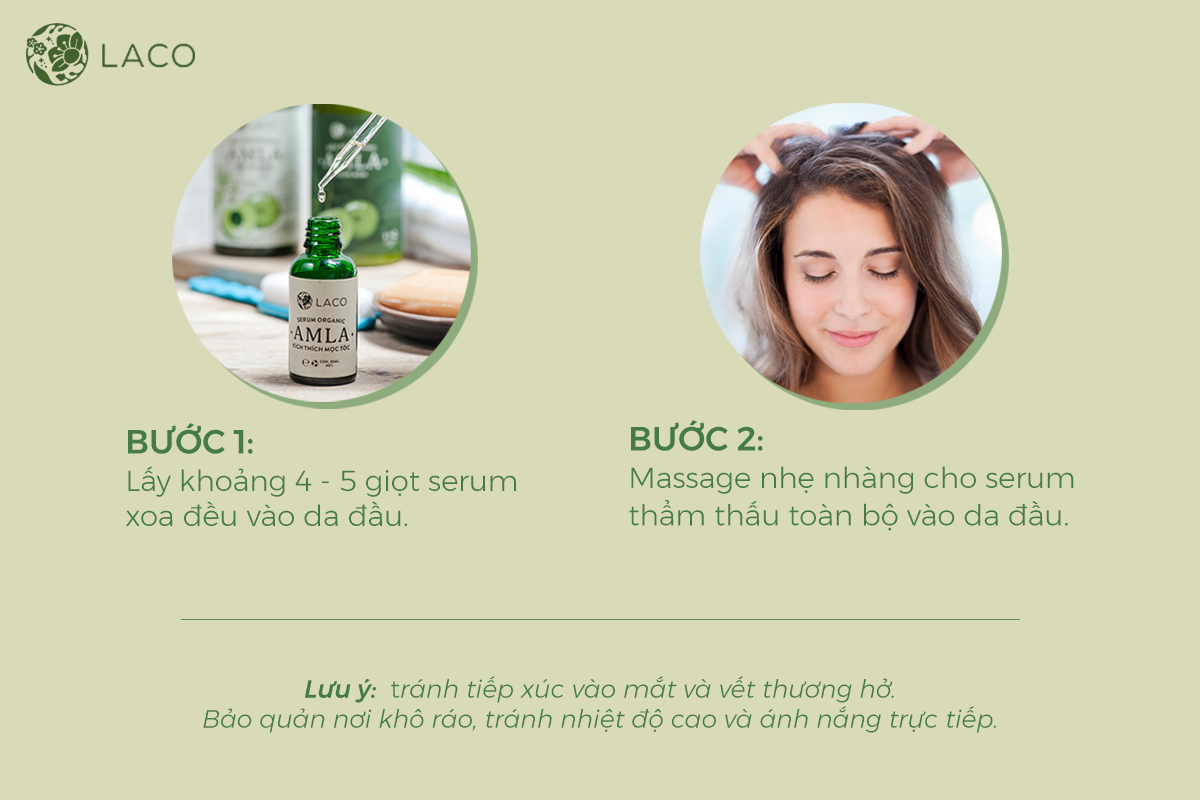 LACO
AMLA
AMLA
LACO
SERUM ORGANIC
AMLA
KÍCH THÍCH MỌC TÓC
BƯỚC 1:
Lấy khoảng 4 - 5 giọt serum
xoa đều vào da đầu.
BƯỚC 2:
Massage nhẹ nhàng cho serum
thẩm thấu toàn bộ vào da đầu.
Lưu ý: tránh tiếp xúc vào mắt và vết thương hở.
Bảo quản nơi khô ráo, tránh nhiệt độ cao và ánh nắng trực tiếp.